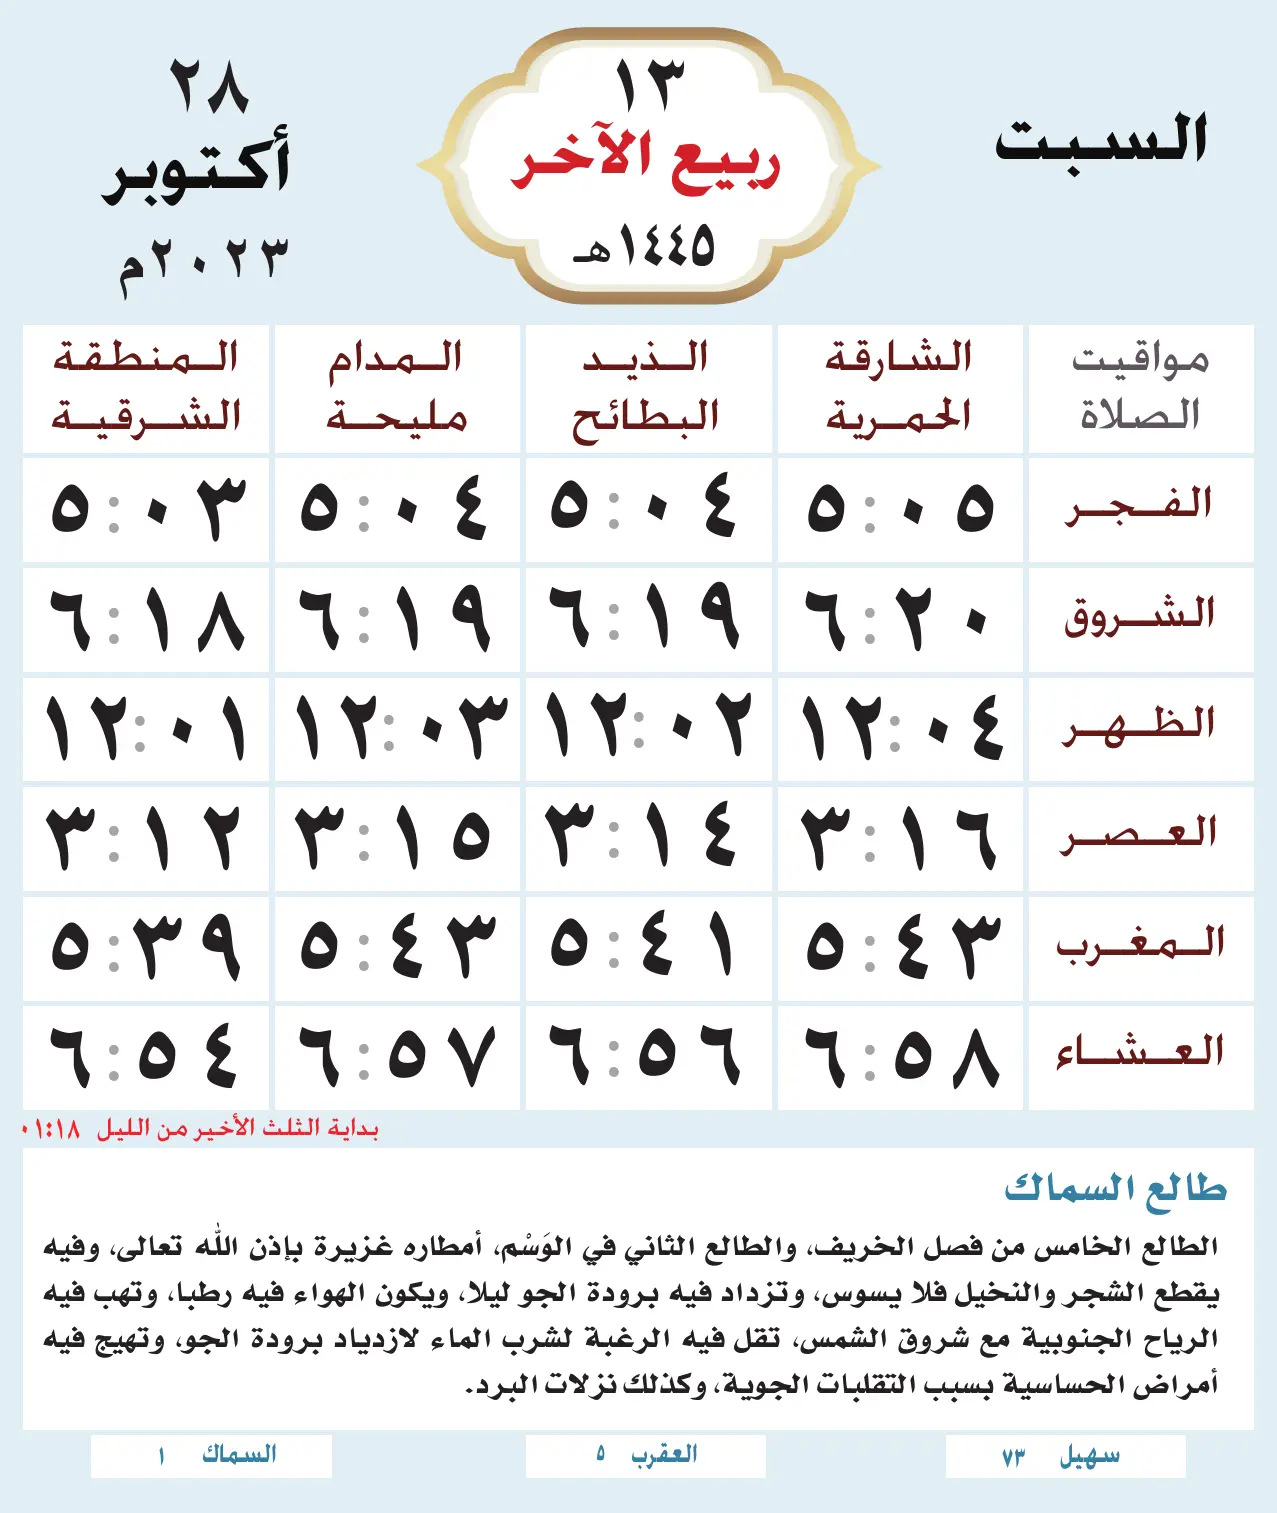 السبت
١٣
ربيع الآخر
١٤٤٥هـ
٢٨
أكتوبر
٢٠٢٣م
مواقيت الصلاة
الشارقة الحمرية
الذيد البطائح
المدام مليحة
المنطقة الشرقية
الفجر ٥:٠٥ ٥:٠٤ ٥:٠٤ ٥:٠٣
الشروق ٦:٢٠ ٦:١٩ ٦:١٩ ٦:١٨
الظهر ١٢:٠٤ ١٢:٠٢ ١٢:٠٣ ١٢:٠١
العصر ٣:١٦ ٣:١٤ ٣:١٥ ٣:١٢
المغرب ٥:٤٣ ٥:٤١ ٥:٤٣ ٥:٣٩
العشاء ٦:٥٨ ٦:٥٦ ٦:٥٧ ٦:٥٤
بداية الثلث الأخير من الليل ٠١:١٨
طالع السماك
الطالع الخامس من فصل الخريف، والطالع الثاني في الوَسْم، أمطاره غزيرة بإذن الله تعالى، وفيه
يقطع الشجر والنخيل فلا يسوس، وتزداد فيه برودة الجو ليلا، ويكون الهواء فيه رطبا، وتهب فيه
الرياح الجنوبية مع شروق الشمس، تقل فيه الرغبة لشرب الماء لازدياد برودة الجو، وتهيج فيه
أمراض الحساسية بسبب التقلبات الجوية، وكذلك نزلات البرد.
سهيل ٧٣
العقرب ٥
السماك ١